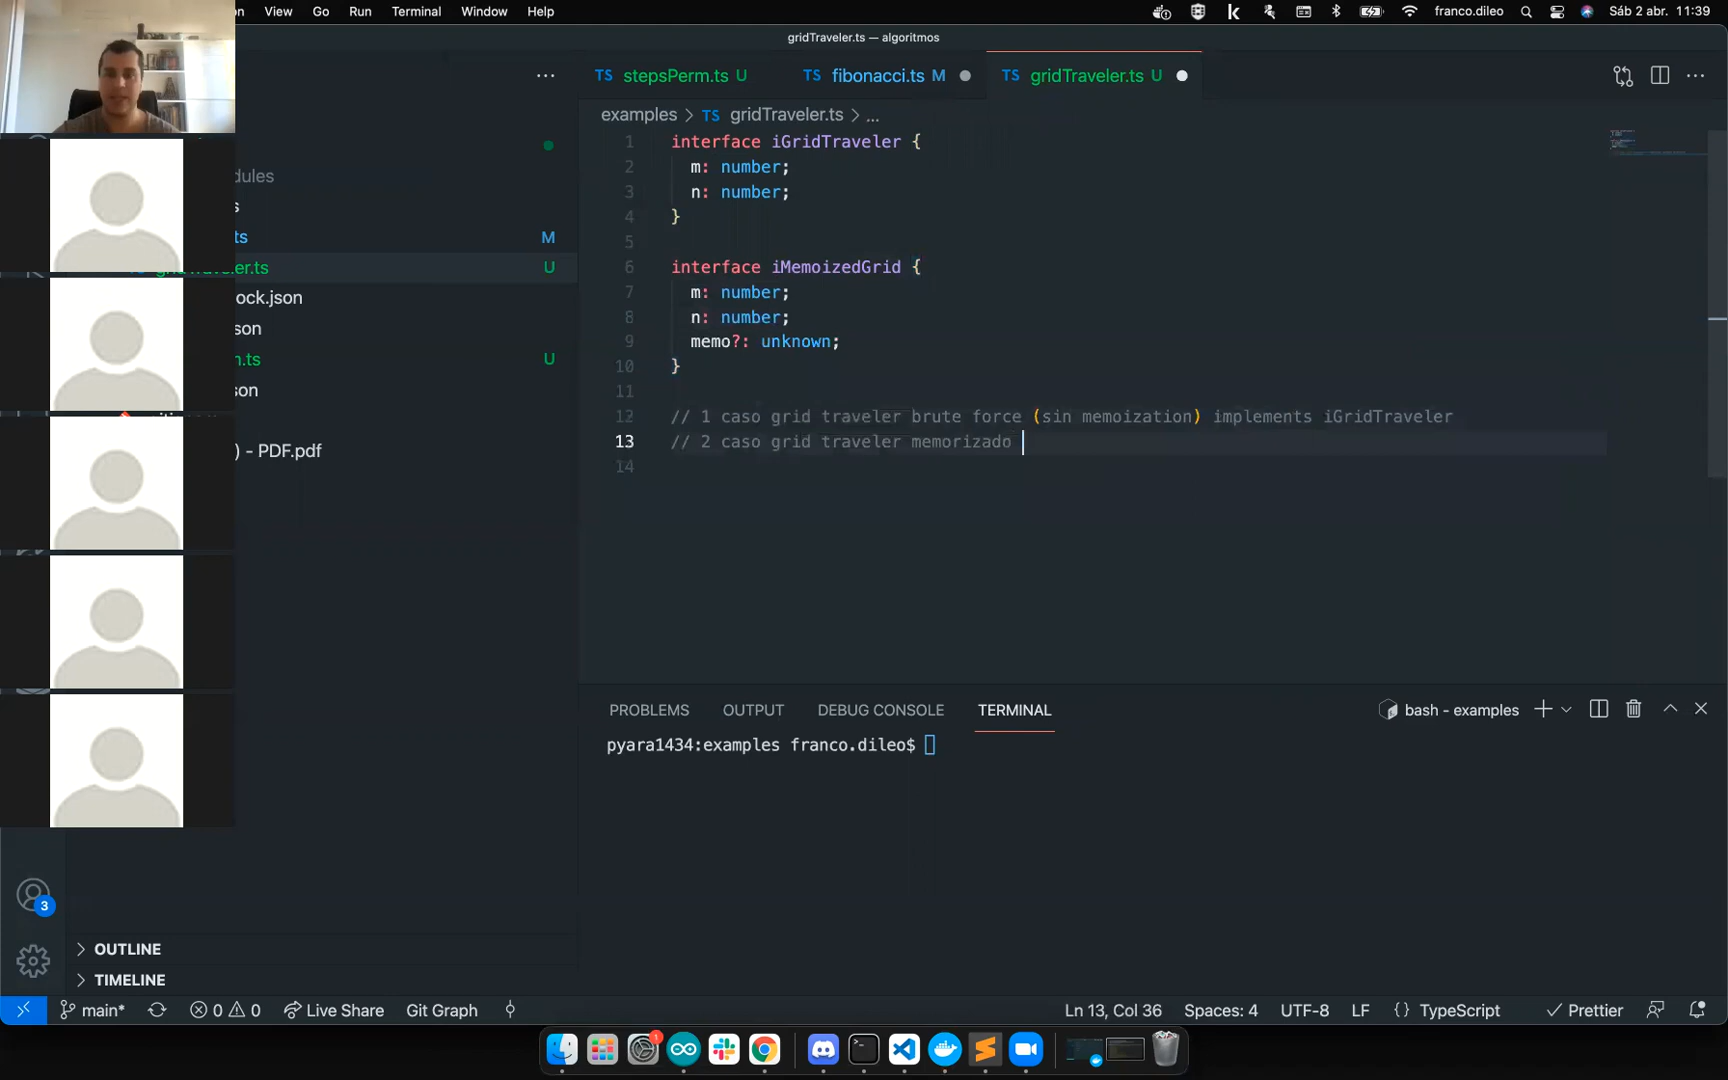 on View Go Run Terminal Window Help franco.dileo Sáb 2 abr. 11:39
gridTraveler.ts — algoritmos
TS stepsPerm.ts U TS fibonacci.ts M TS gridTraveler.ts U
examples > TS gridTraveler.ts > ...
1 interface iGridTraveler {
2 m: number;
3 n: number;
4 }
5
6 interface iMemoizedGrid {
7 m: number;
8 n: number;
9 memo?: unknown;
10 }
11
12 // 1 caso grid traveler brute force (sin memoization) implements iGridTraveler
13 // 2 caso grid traveler memorizado
14
dules
s
ts M
gridTraveler.ts U
ock.json
son
m.ts U
son
) - PDF.pdf
PROBLEMS OUTPUT DEBUG CONSOLE TERMINAL bash - examples
pyara1434:examples franco.dileo$
3
OUTLINE
TIMELINE
main* 0 0 Live Share Git Graph Ln 13, Col 36 Spaces: 4 UTF-8 LF {} TypeScript Prettier
1